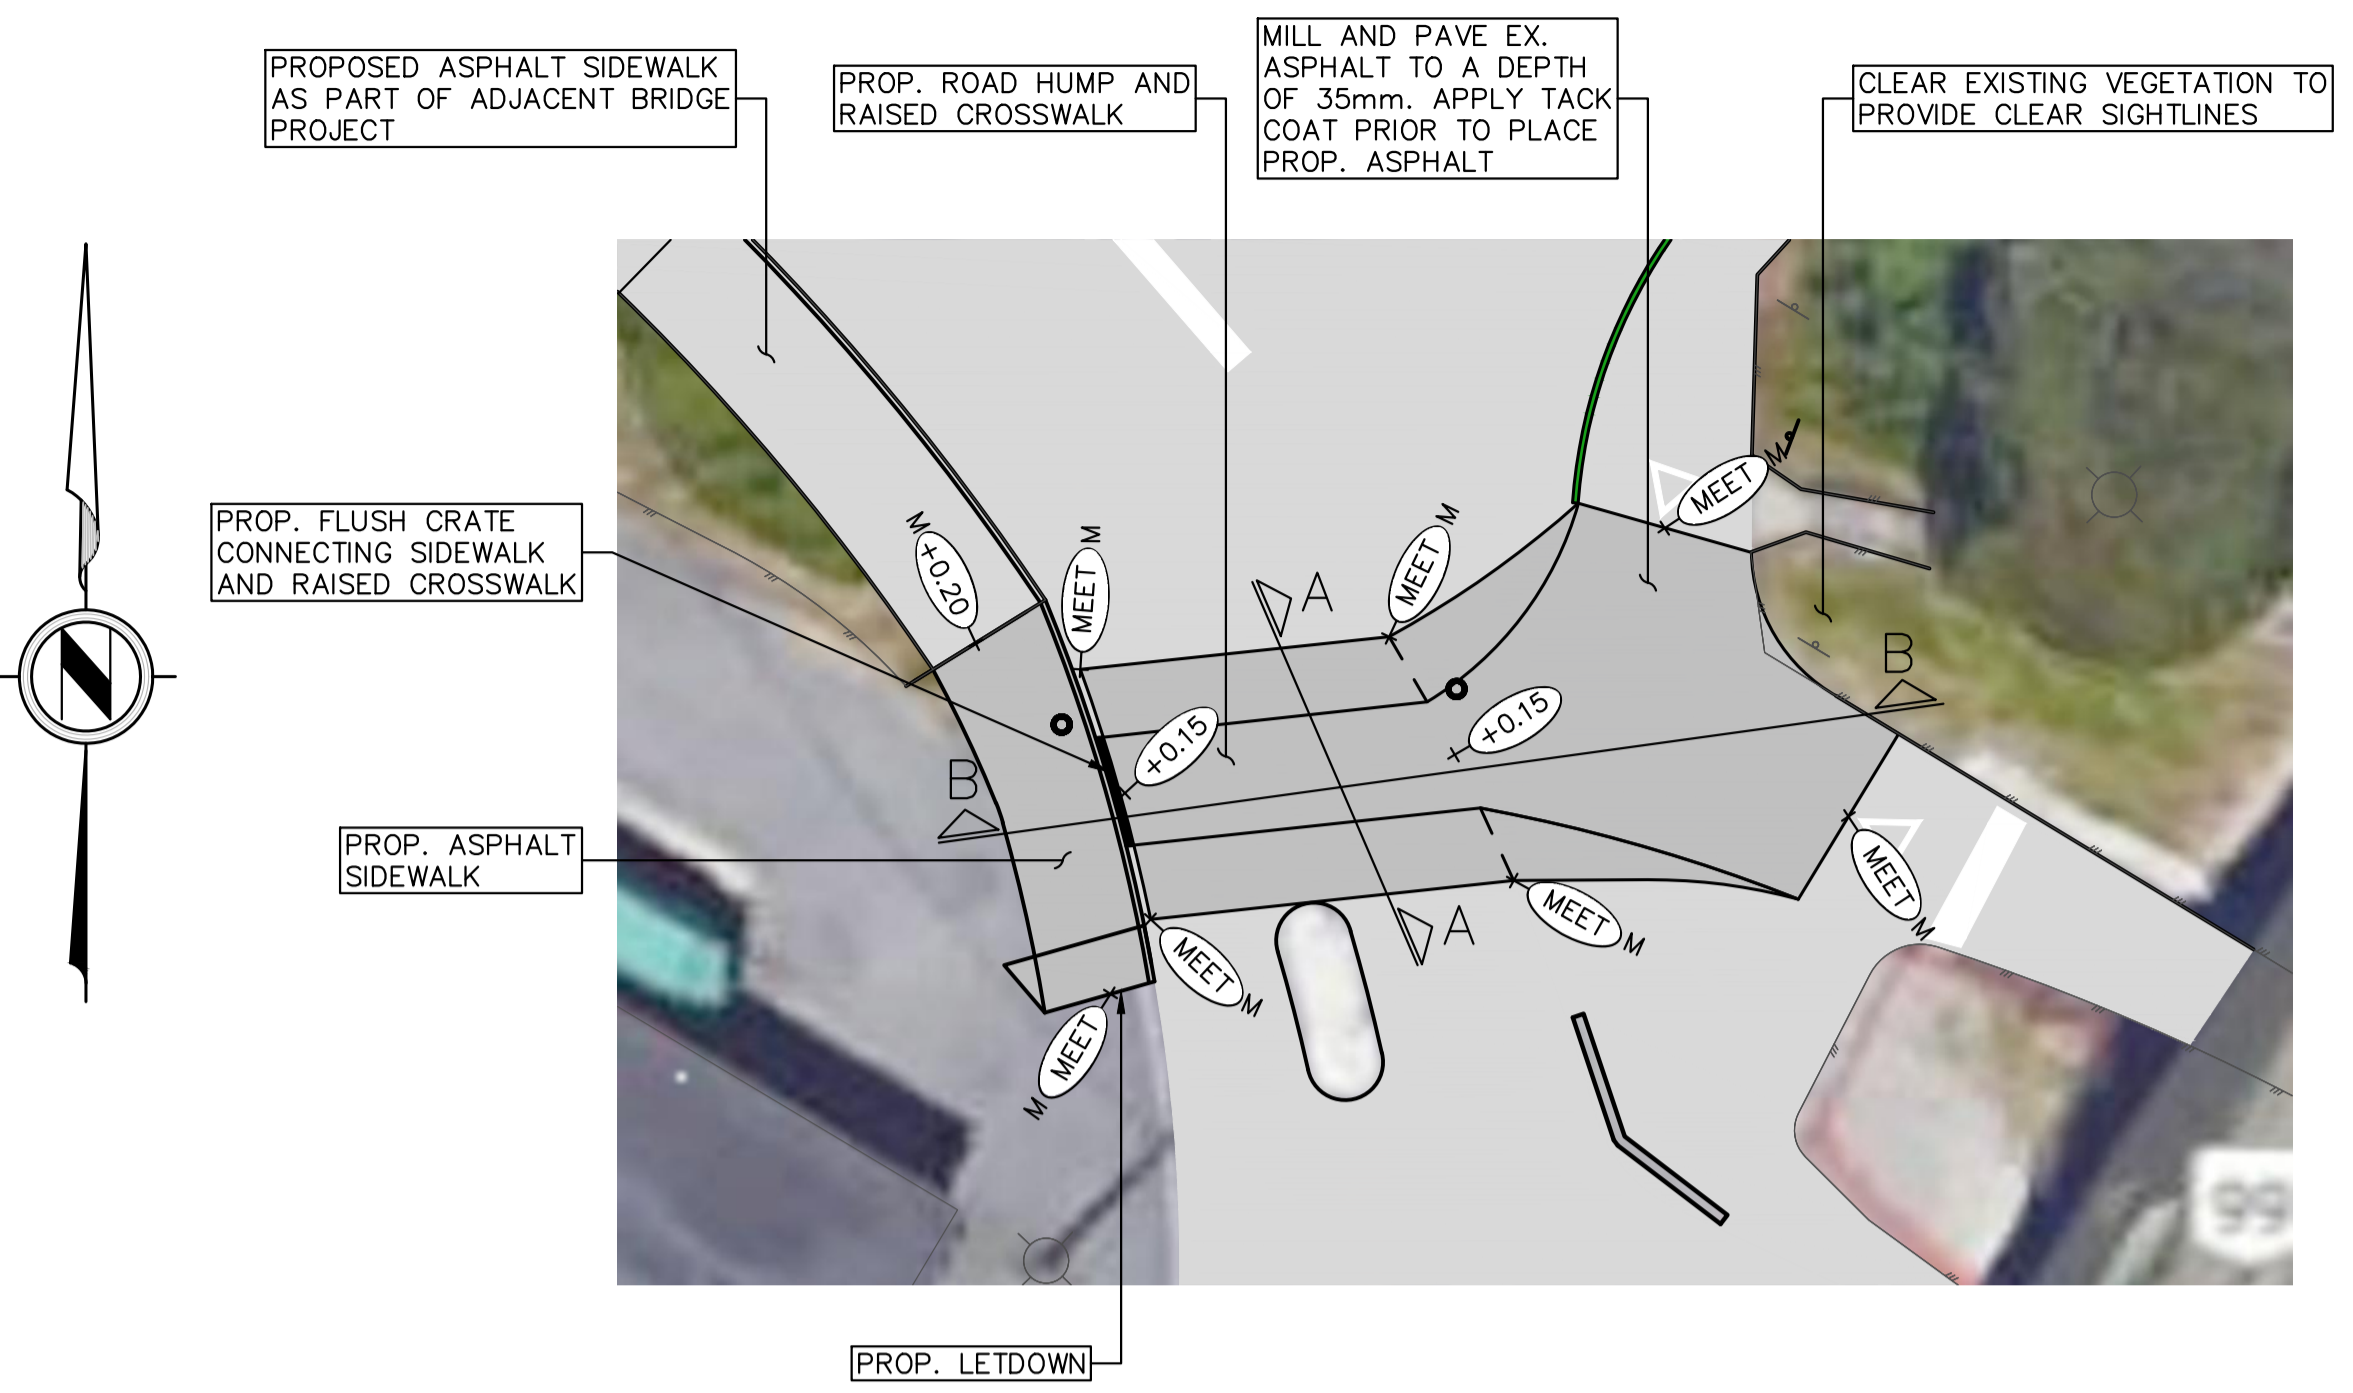 MILL AND PAVE EX.
ASPHALT TO A DEPTH
OF 35mm. APPLY TACK
COAT PRIOR TO PLACE
PROP. ASPHALT
PROPOSED ASPHALT SIDEWALK
AS PART OF ADJACENT BRIDGE
PROJECT
PROP. ROAD HUMP AND
RAISED CROSSWALK
CLEAR EXISTING VEGETATION TO
PROVIDE CLEAR SIGHTLINES
PROP. FLUSH CRATE
CONNECTING SIDEWALK
AND RAISED CROSSWALK
PROP. ASPHALT
SIDEWALK
PROP. LETDOWN
N
M
+0.20
MEET M
MEET M
MEET M
A
B
+0.15
+0.15
B
A
MEET M
MEET M
MEET M
MEET M
99